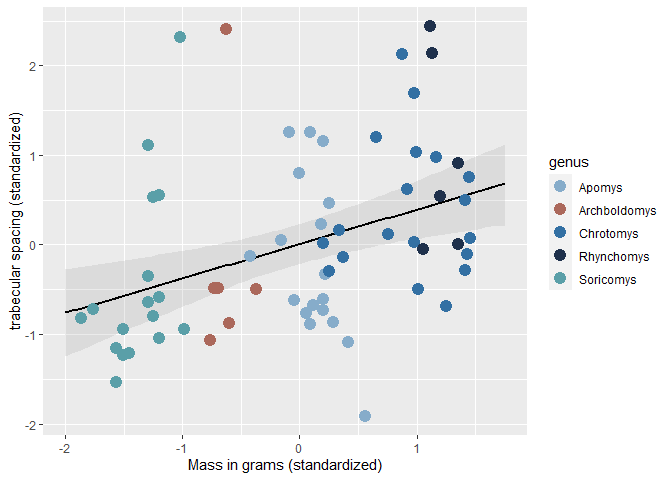 2
1
0
-1
-2
-2
-1
0
1
Mass in grams (standardized)
trabecular spacing (standardized)
genus
Apomys
Archboldomys
Chrotomys
Rhynchomys
Soricomys